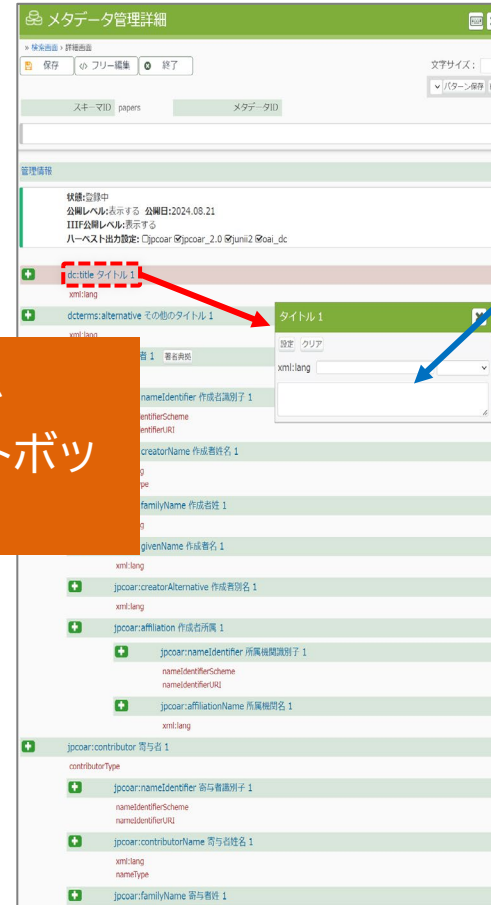 メタデータ管理詳細
» 検索画面 › 詳細画面
保存 フリー編集 終了
文字サイズ：
パターン保存
スキーマID papers メタデータID
管理情報
状態:登録中
公開レベル:表示する 公開日:2024.08.21
IIIF公開レベル:表示する
ハーベスト出力設定: □jpcoar ☑jpcoar_2.0 ☑junii2 ☑oai_dc
dc:title タイトル 1
xml:lang
dcterms:alternative その他のタイトル 1
xml:lang
タイトル 1
設定 クリア
xml:lang
者 1 著者典拠
トボッ
nameIdentifier 作成者識別子 1
entifierScheme
entifierURI
creatorName 作成者姓名 1
g
pe
familyName 作成者姓 1
g
givenName 作成者名 1
xml:lang
jpcoar:creatorAlternative 作成者別名 1
xml:lang
jpcoar:affiliation 作成者所属 1
jpcoar:nameIdentifier 所属機関識別子 1
nameIdentifierScheme
nameIdentifierURI
jpcoar:affiliationName 所属機関名 1
xml:lang
jpcoar:contributor 寄与者 1
contributorType
jpcoar:nameIdentifier 寄与者識別子 1
nameIdentifierScheme
nameIdentifierURI
jpcoar:contributorName 寄与者姓名 1
xml:lang
nameType
jpcoar:familyName 寄与者姓 1